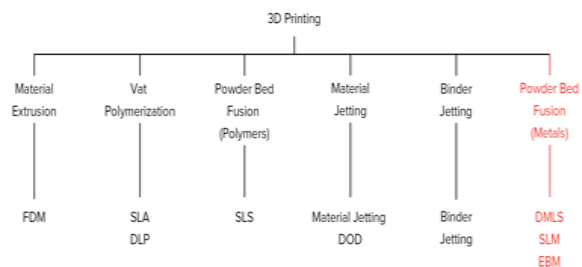 3D Printing
Material
Extrusion
Vat
Polymerization
Powder Bed
Fusion
(Polymers)
Material
Jetting
Binder
Jetting
Powder Bed
Fusion
(Metals)
FDM
SLA
DLP
SLS
Material Jetting
DOD
Binder
Jetting
DMLS
SLM
EBM